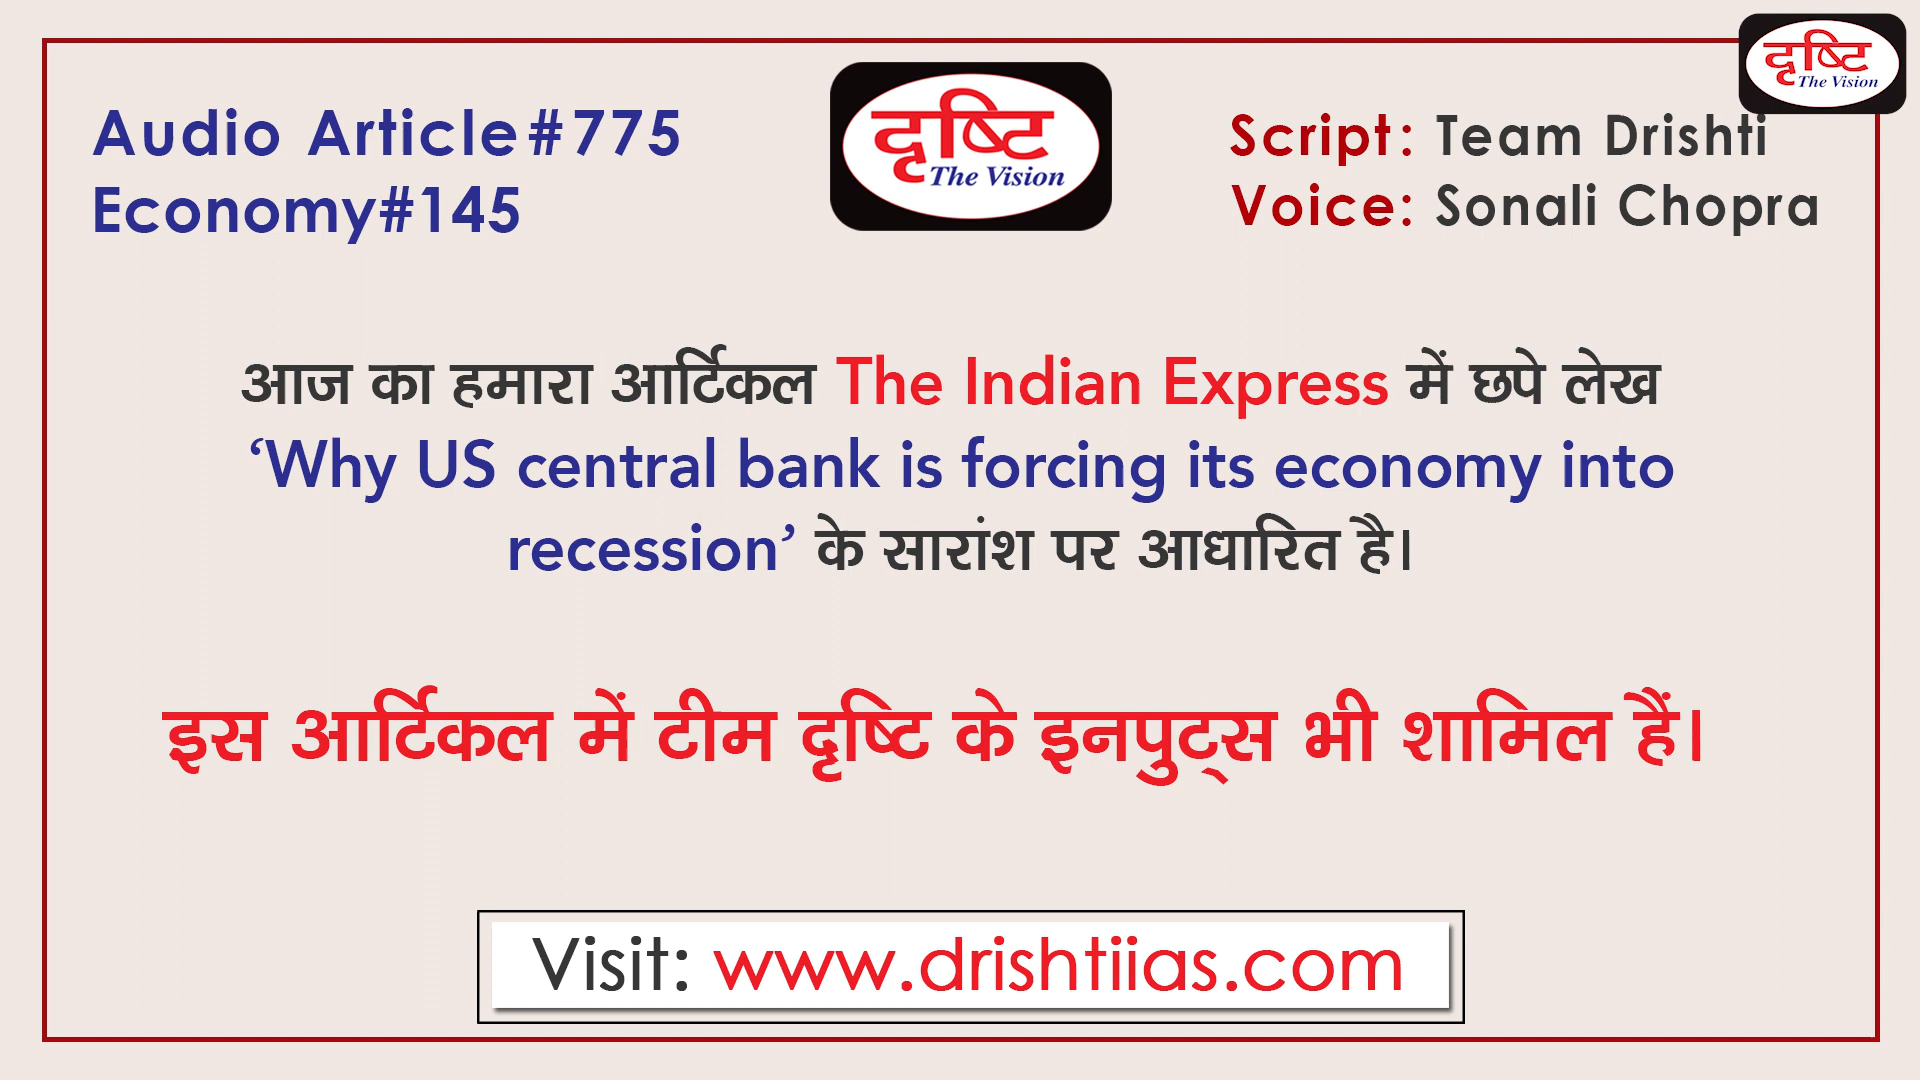 Audio Article#775
Economy#145
दृष्टि
The Vision
Script: Team Drishti
Voice: Sonali Chopra
दृष्टि
The Vision
आज का हमारा आर्टिकल The Indian Express में छपे लेख
‘Why US central bank is forcing its economy into
recession’ के सारांश पर आधारित है।
इस आर्टिकल में टीम दृष्टि के इनपुट्स भी शामिल हैं।
Visit: www.drishtiias.com